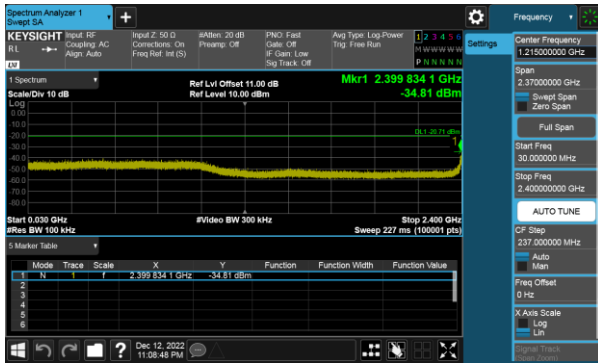 Spectrum Analyzer 1
Swept SA
Frequency
KEYSIGHT
RL
Input: RF
Coupling: AC
Align: Auto
Input Z: 50 Ω
Corrections: On
Freq Ref: Int (S)
#Atten: 20 dB
Preamp: Off
PNO: Fast
Gate: Off
IF Gain: Low
Sig Track: Off
Avg Type: Log-Power
Trig: Free Run
1 2 3 4 5 6
M W W W W W
P N N N N N
LXI
1 Spectrum
Scale/Div 10 dB
Ref Lvl Offset 11.00 dB
Ref Level 10.00 dBm
Mkr1 2.399 834 1 GHz
-34.81 dBm
Log
0.00
-10.0
-20.0
-30.0
-40.0
-50.0
-60.0
-70.0
-80.0
DL1 -20.71 dBm
1
Start 0.030 GHz
#Res BW 100 kHz
#Video BW 300 kHz
Stop 2.400 GHz
Sweep 227 ms (100001 pts)
5 Marker Table
Mode Trace Scale X Y Function Function Width Function Value
1 N 1 f 2.399 834 1 GHz -34.81 dBm
2
3
4
5
6
Dec 12, 2022
11:08:48 PM
Settings
Center Frequency
1.215000000 GHz
Span
2.37000000 GHz
Swept Span
Zero Span
Full Span
Start Freq
30.000000 MHz
Stop Freq
2.400000000 GHz
AUTO TUNE
CF Step
237.000000 MHz
Auto
Man
Freq Offset
0 Hz
X Axis Scale
Log
Lin
Signal Track
(Span Zoom)